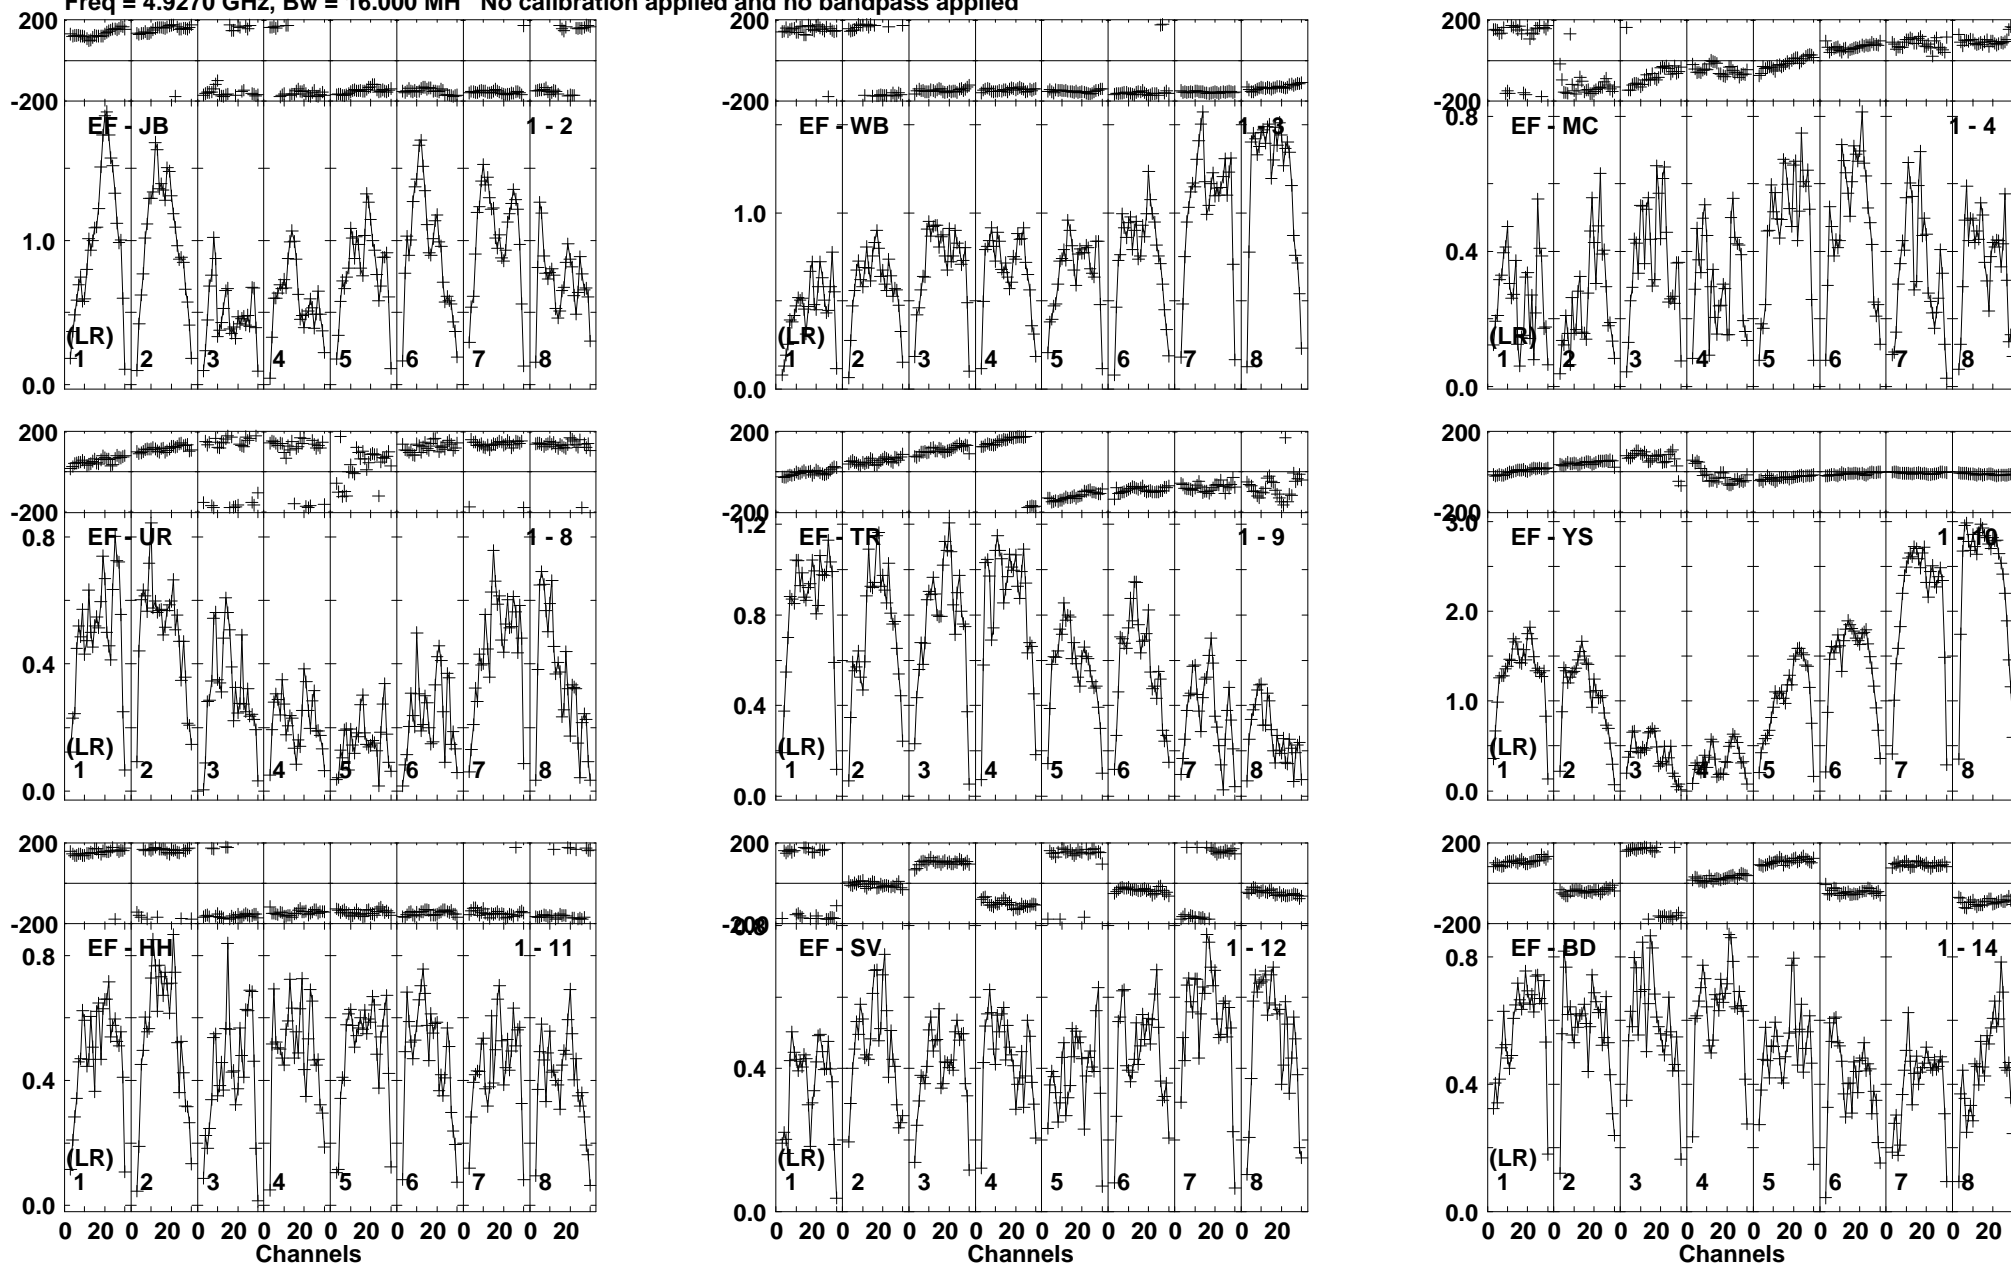 Freq = 4.9270 GHz, Bw = 16.000 MH No calibration applied and no bandpass applied
200 200 200
-200 -200 -200
EF - JB 1 - 2 EF - WB 1 - 3 EF - MC 1 - 4
0.8
1.0 1.0 0.4
(LR) (LR) (LR)
1 2 3 4 5 6 7 8 1 2 3 4 5 6 7 8 1 2 3 4 5 6 7 8
0.0 0.0 0.0
200 200 200
-200 -200 -200
1.2 3.0
EF - UR 1 - 8 EF - TR 1 - 9 EF - YS 1 - 10
0.8 0.8 2.0
0.4 0.4 1.0
(LR) (LR) (LR)
1 2 3 4 5 6 7 8 1 2 3 4 5 6 7 8 1 2 3 4 5 6 7 8
0.0 0.0 0.0
200 200 200
-200 -200 -200
0.8
EF - HH 1 - 11 EF - SV 1 - 12 EF - BD 1 - 14
0.8 0.8
0.4 0.4 0.4
(LR) (LR) (LR)
1 2 3 4 5 6 7 8 1 2 3 4 5 6 7 8 1 2 3 4 5 6 7 8
0.0 0.0 0.0
0 20 0 20 0 20 0 20 0 20 0 20 0 20 0 20 0 20 0 20 0 20 0 20 0 20 0 20 0 20 0 20 0 20 0 20 0 20 0 20 0 20 0 20 0 20 0 20
Channels Channels Channels